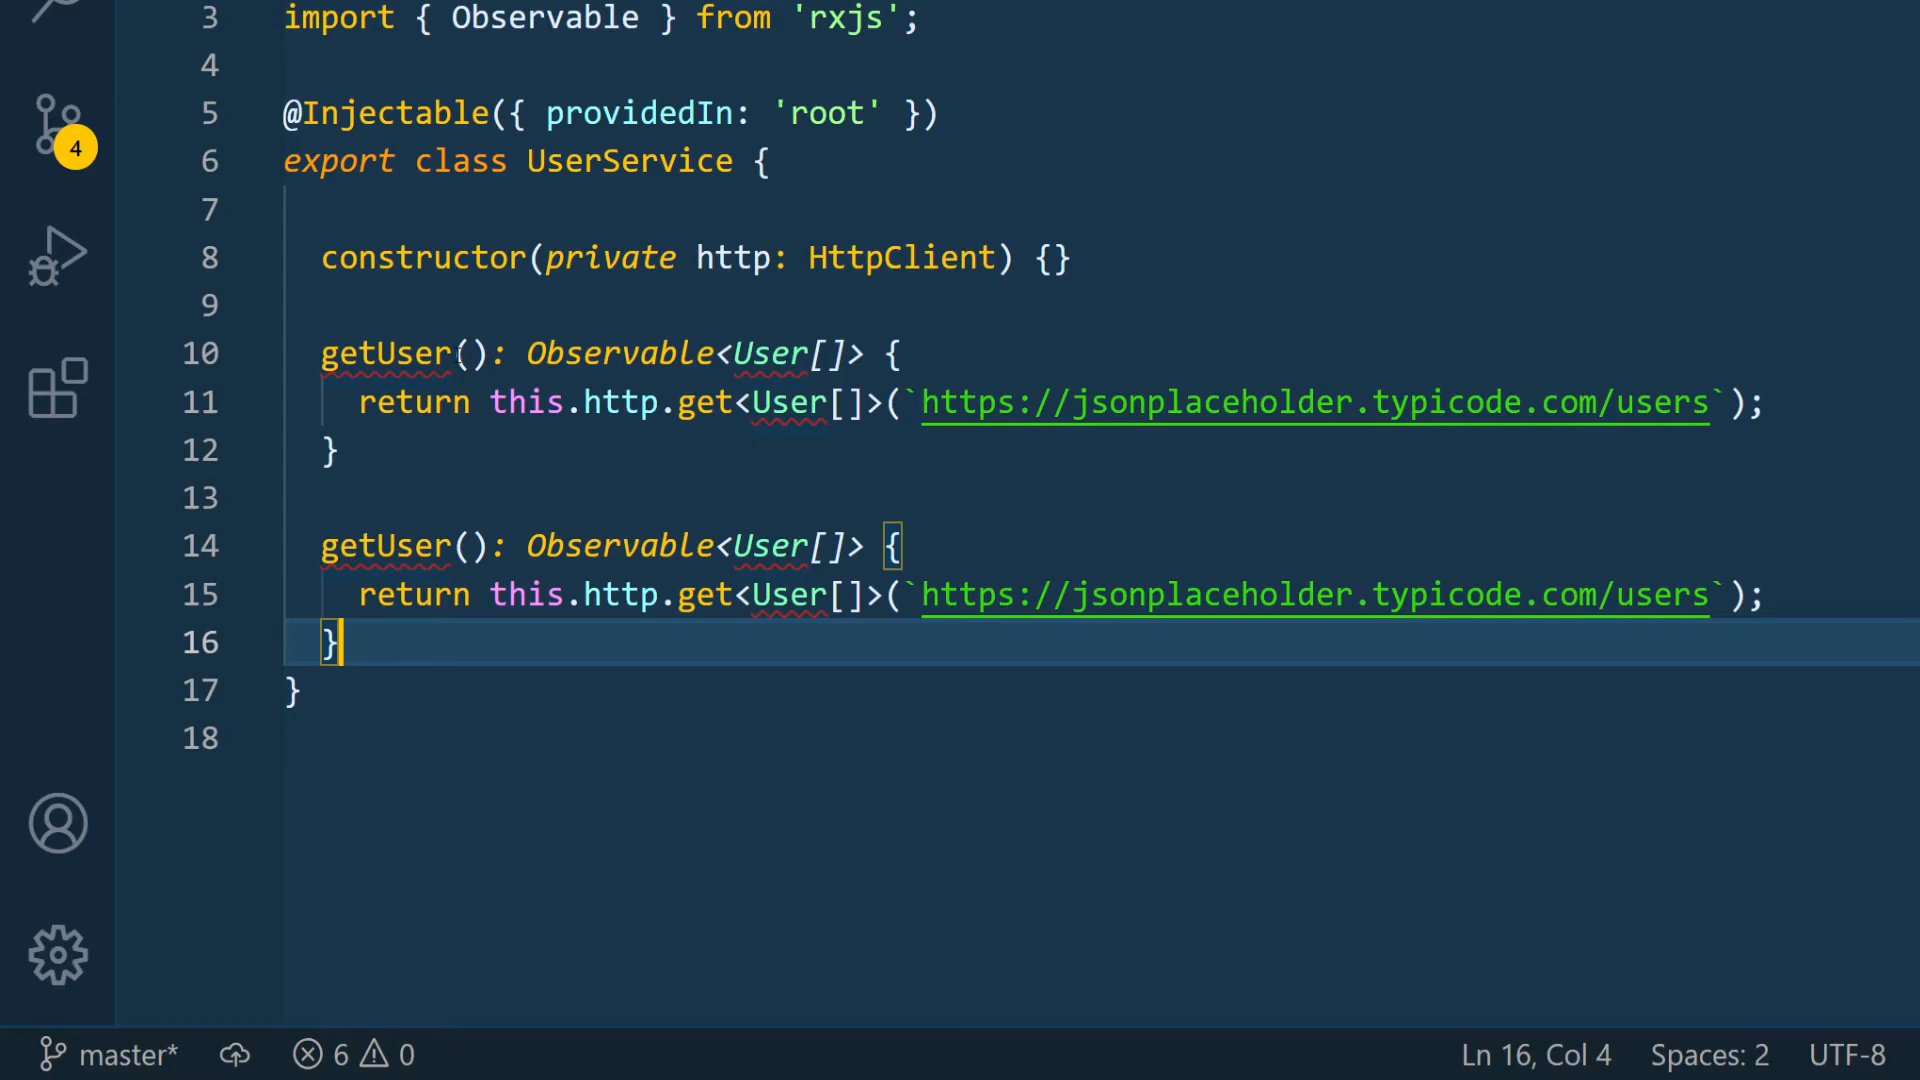 3 import { Observable } from 'rxjs';
4
5 @Injectable({ providedIn: 'root' })
4
6 export class UserService {
7
8 constructor(private http: HttpClient) {}
9
10 getUser(): Observable<User[]> {
11 return this.http.get<User[]>(`https://jsonplaceholder.typicode.com/users`);
12 }
13
14 getUser(): Observable<User[]> {
15 return this.http.get<User[]>(`https://jsonplaceholder.typicode.com/users`);
16 }
17 }
18
master* 6 0 Ln 16, Col 4 Spaces: 2 UTF-8